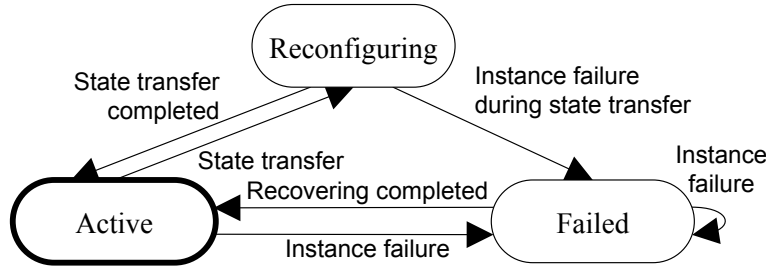 Reconfiguring
State transfer
completed
Instance failure
during state transfer
State transfer
Instance
failure
Recovering completed
Active
Failed
Instance failure